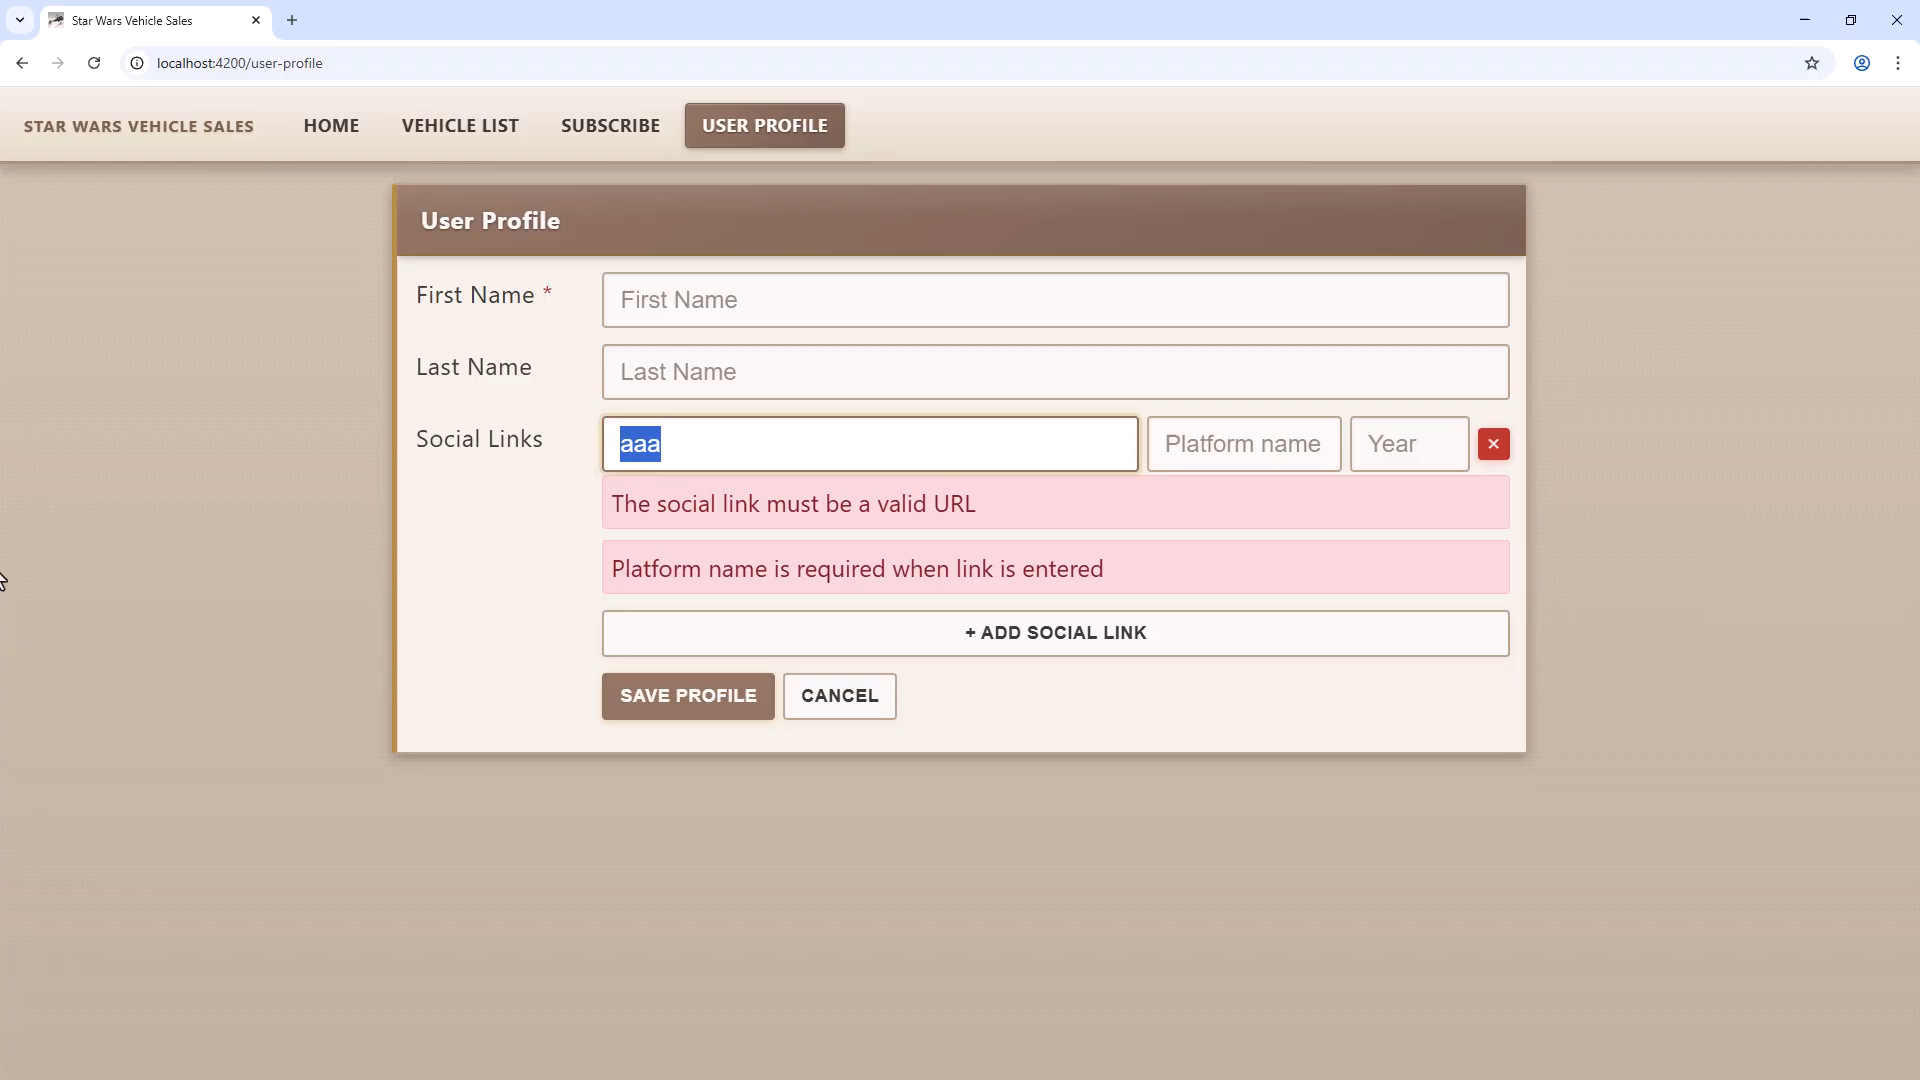 Star Wars Vehicle Sales
localhost:4200/user-profile
STAR WARS VEHICLE SALES HOME VEHICLE LIST SUBSCRIBE USER PROFILE
User Profile
First Name * First Name
Last Name Last Name
Social Links aaa Platform name Year
The social link must be a valid URL
Platform name is required when link is entered
+ ADD SOCIAL LINK
SAVE PROFILE CANCEL